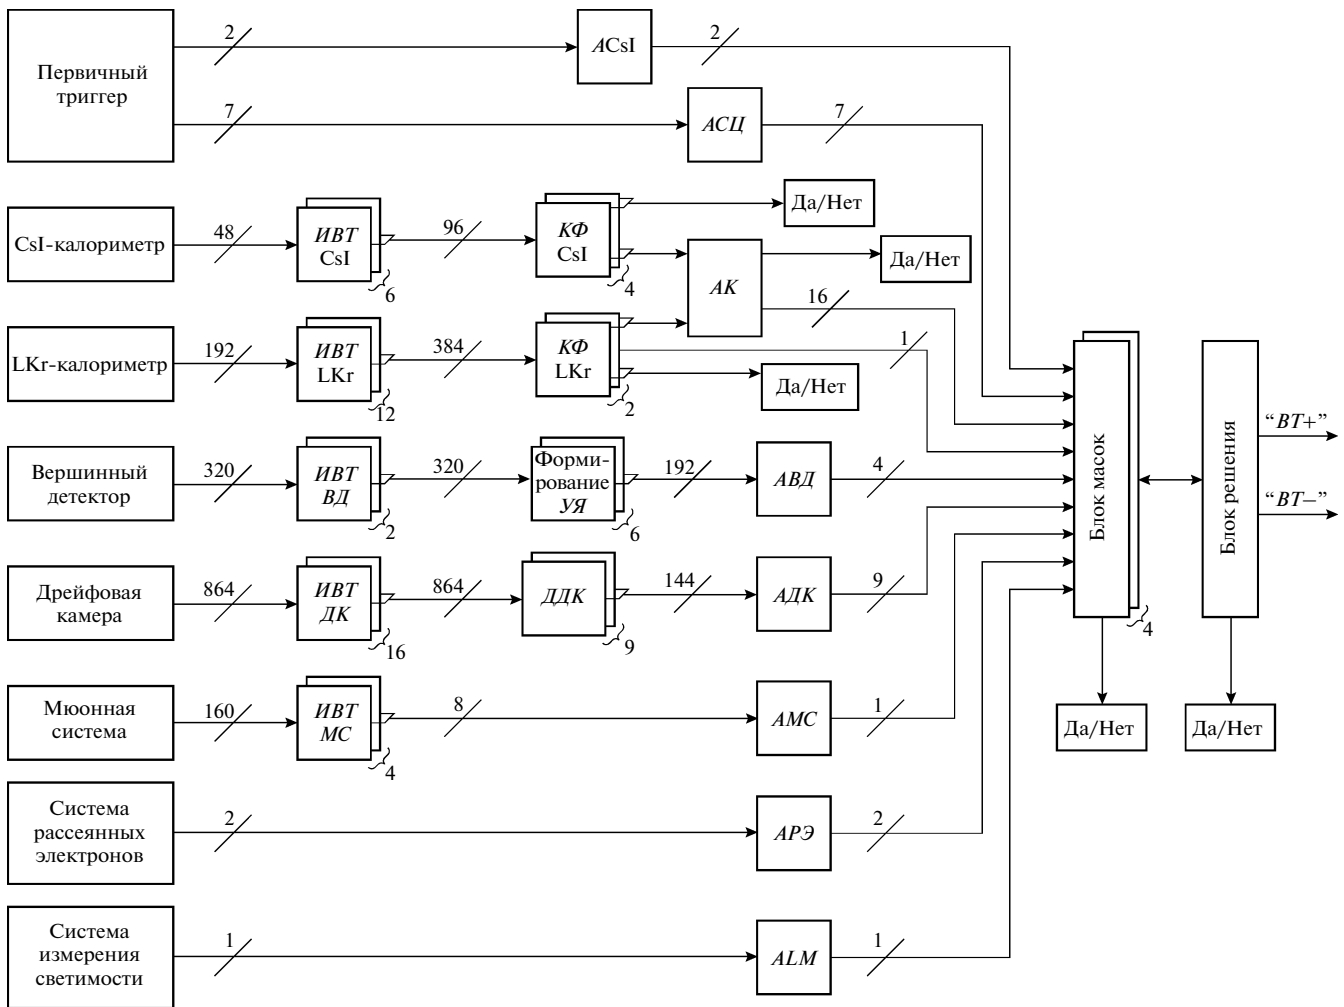 Первичный
триггер
2
ACsI
2
7
АСЦ
7
CsI-калориметр
48
ИВТ
CsI
6
96
КФ
CsI
4
Да/Нет
АК
Да/Нет
16
LKr-калориметр
192
ИВТ
LKr
12
384
КФ
LKr
2
1
Да/Нет
Вершинный
детектор
320
ИВТ
ВД
2
320
Форми-
рование
УЯ
6
192
АВД
4
Дрейфовая
камера
864
ИВТ
ДК
16
864
ДДК
9
144
АДК
9
Мюонная
система
160
ИВТ
МС
4
8
АМС
1
Система
рассеянных
электронов
2
АРЭ
2
Система
измерения
светимости
1
ALM
1
Блок масок
4
Да/Нет
Блок решения
Да/Нет
“ВТ+”
“ВТ−”